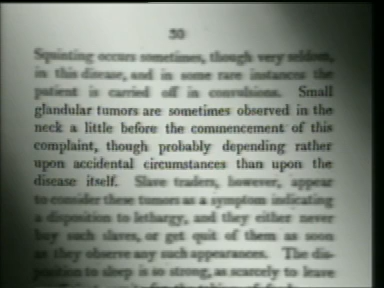 30
Squinting occurs sometimes, though very seldom,
in this disease, and in some rare instances the
patient is carried off in convulsions. Small
glandular tumors are sometimes observed in the
neck a little before the commencement of this
complaint, though probably depending rather
upon accidental circumstances than upon the
disease itself. Slave traders, however, appear
to consider these tumors as a symptom indicating
a disposition to lethargy, and they either never
buy such slaves, or get quit of them as soon
as they observe any such appearances. The dis-
position to sleep is so strong, as scarcely to leave